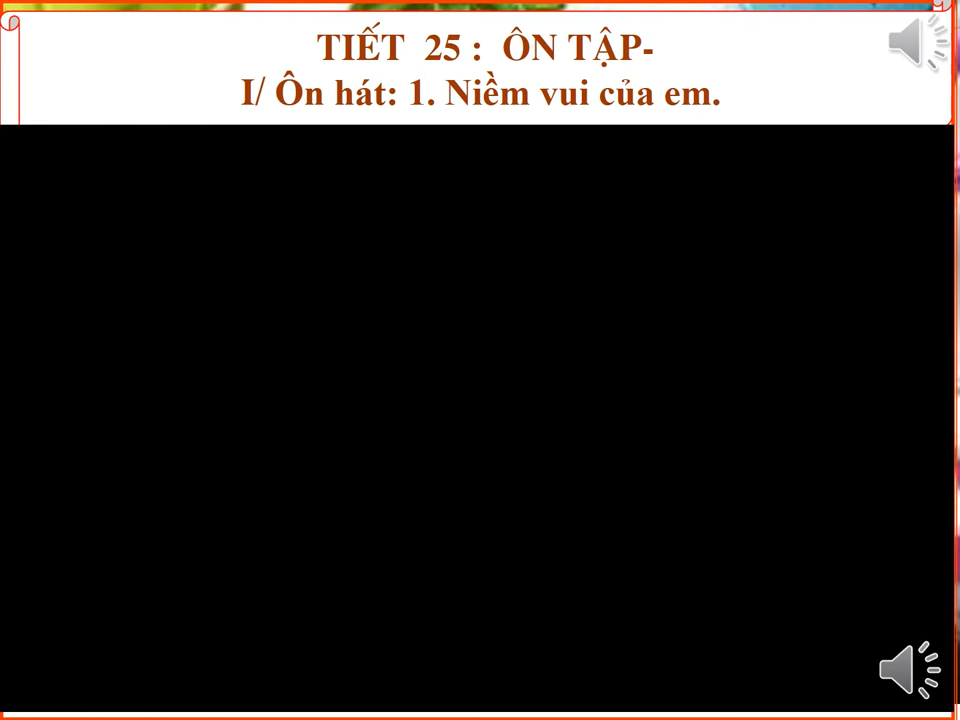 TIẾT 25 : ÔN TẬP-
I/ Ôn hát: 1. Niềm vui của em.